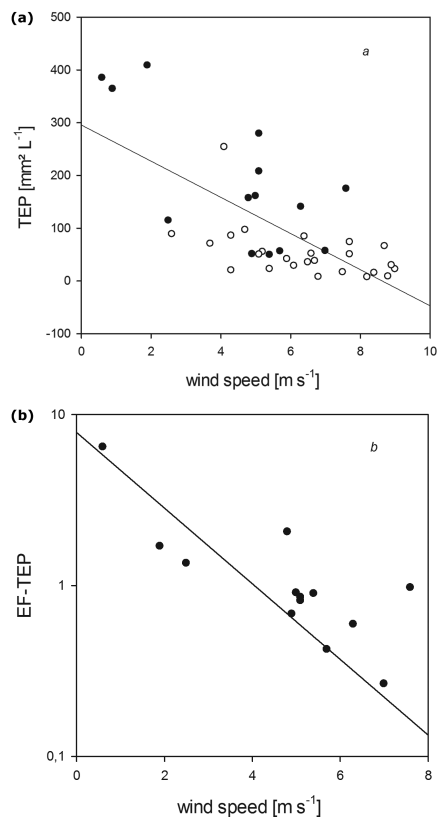 (a)
a
500
400
300
200
100
0
-100
TEP [mm² L⁻¹]
0 2 4 6 8 10
wind speed [m s⁻¹]
(b)
b
10
1
0,1
EF-TEP
0 2 4 6 8
wind speed [m s⁻¹]